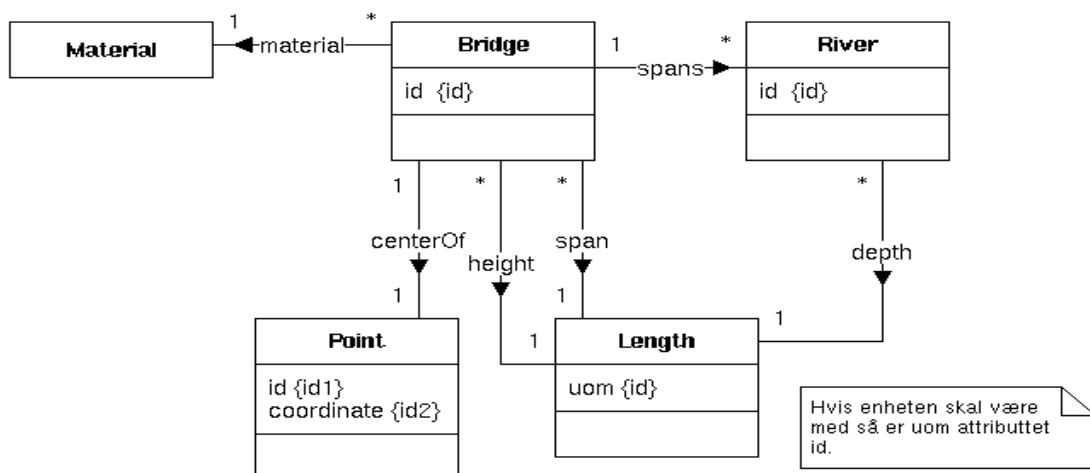 1 * Bridge 1 * River
Material material spans
id {id} id {id}
1 * * *
centerOf span depth
height
1 1 1
Point 1 Length
id {id1} uom {id}
coordinate {id2}
Hvis enheten skal være
med så er uom attributtet
id.